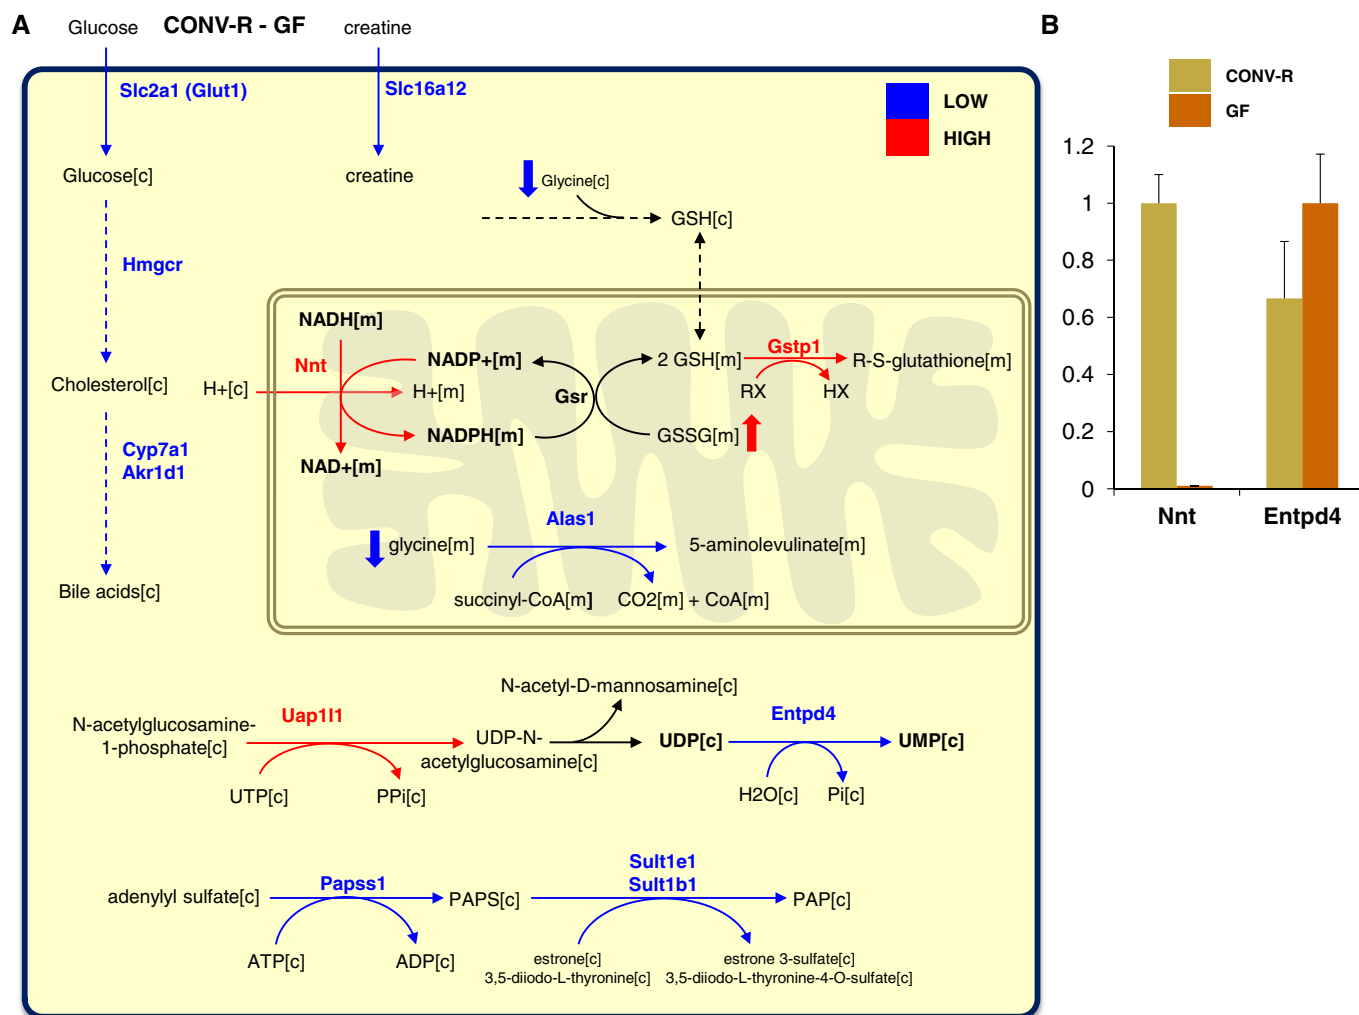 A
Glucose
CONV-R - GF
creatine
Slc2a1 (Glut1)
Slc16a12
LOW
HIGH
Glucose[c]
creatine
Glycine[c]
GSH[c]
Hmgcr
NADH[m]
Nnt
NADP+[m]
2 GSH[m]
Gstp1
R-S-glutathione[m]
Cholesterol[c]
H+[c]
H+[m]
Gsr
RX
HX
NADPH[m]
GSSG[m]
Cyp7a1
Akr1d1
NAD+[m]
Alas1
glycine[m]
5-aminolevulinate[m]
Bile acids[c]
succinyl-CoA[m]
CO2[m] + CoA[m]
N-acetyl-D-mannosamine[c]
N-acetylglucosamine-
1-phosphate[c]
Uap1l1
UDP-N-
acetylglucosamine[c]
UDP[c]
Entpd4
UMP[c]
UTP[c]
PPi[c]
H2O[c]
Pi[c]
Sult1e1
Sult1b1
adenylyl sulfate[c]
Papss1
PAPS[c]
PAP[c]
ATP[c]
ADP[c]
estrone[c]
3,5-diiodo-L-thyronine[c]
estrone 3-sulfate[c]
3,5-diiodo-L-thyronine-4-O-sulfate[c]
B
CONV-R
GF
1.2
1
0.8
0.6
0.4
0.2
0
Nnt
Entpd4